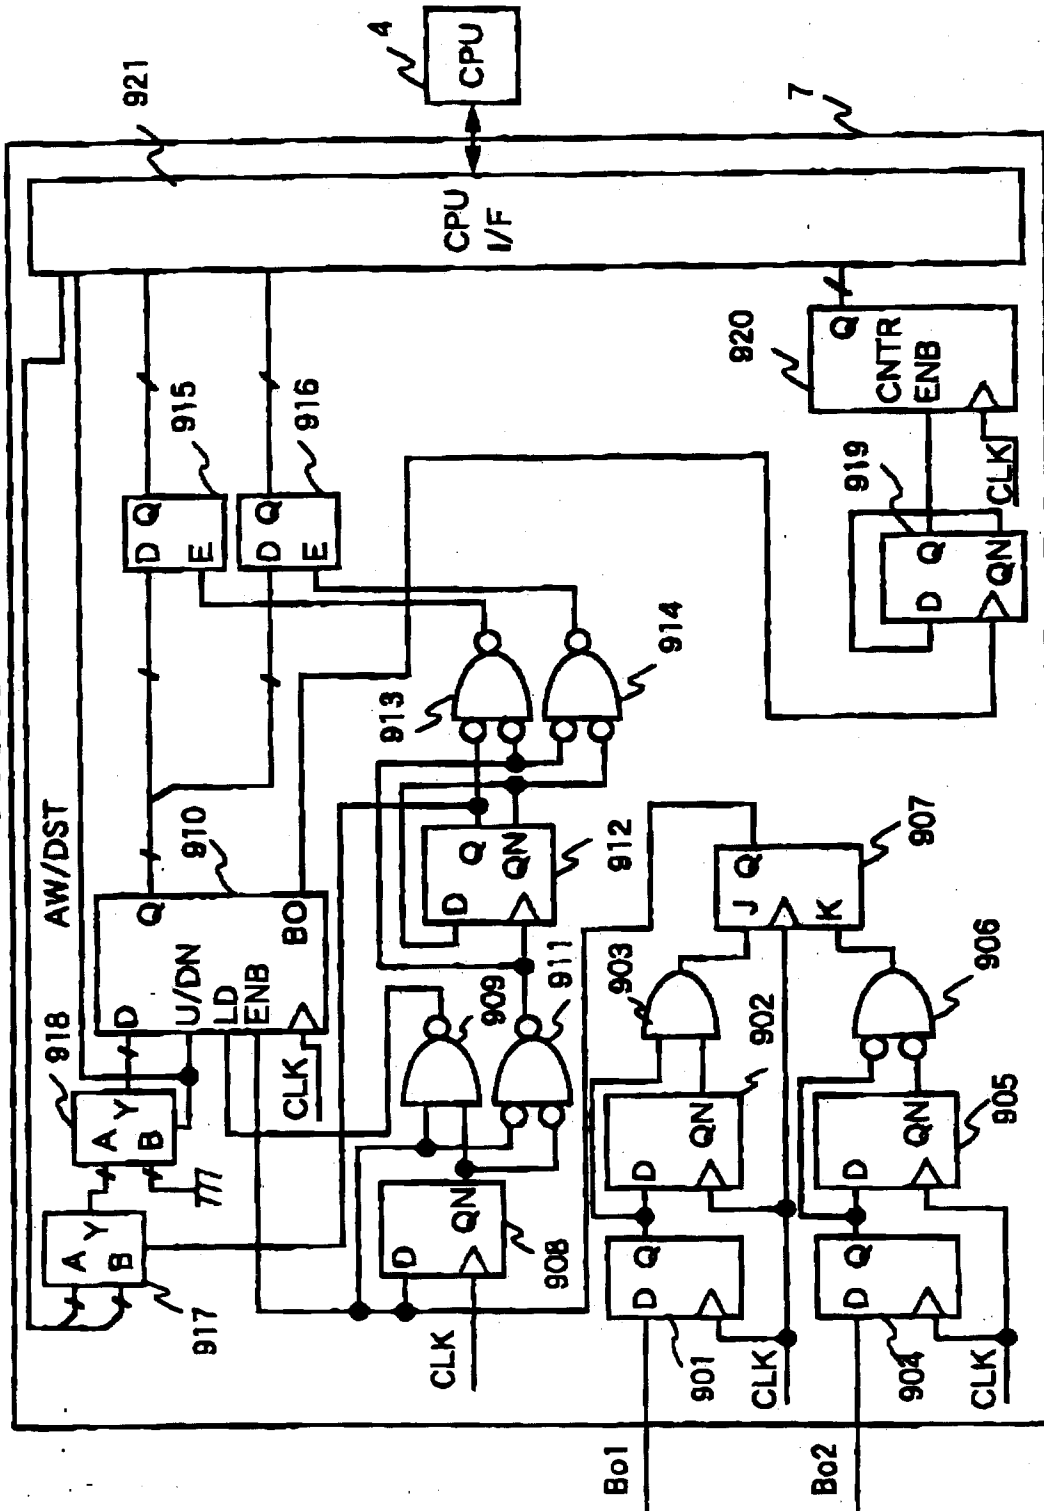 AW/DST
921
4
CPU
7
CPU
I/F
918
A
Y
B
777
917
A
Y
B
910
D
Q
U/DN
LD
ENB
BO
CLK
915
D Q
E
916
D Q
E
913
914
909
911
912
D
Q
QN
908
D
QN
CLK
920
Q
CNTR
ENB
CLK
919
D
Q
QN
903
902
D
QN
907
J
Q
K
906
905
D
QN
901
D
Q
CLK
904
D
Q
CLK
Bo1
Bo2